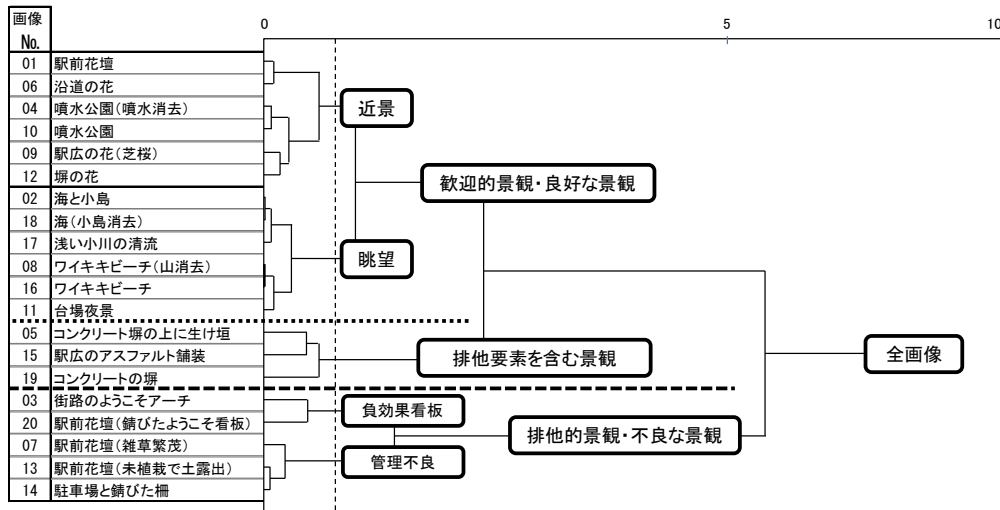 画像
No.
0
5
10
01 駅前花壇
06 沿道の花
04 噴水公園(噴水消去)
10 噴水公園
09 駅広の花(芝桜)
12 塀の花
02 海と小島
18 海(小島消去)
17 浅い小川の清流
08 ワイキキビーチ(山消去)
16 ワイキキビーチ
11 台場夜景
05 コンクリート塀の上に生け垣
15 駅広のアスファルト舗装
19 コンクリートの塀
03 街路のようこそアーチ
20 駅前花壇(錆びたようこそ看板)
07 駅前花壇(雑草繁茂)
13 駅前花壇(未植栽で土露出)
14 駐車場と錆びた柵
近景
歓迎的景観・良好な景観
眺望
排他要素を含む景観
全画像
負効果看板
排他的景観・不良な景観
管理不良